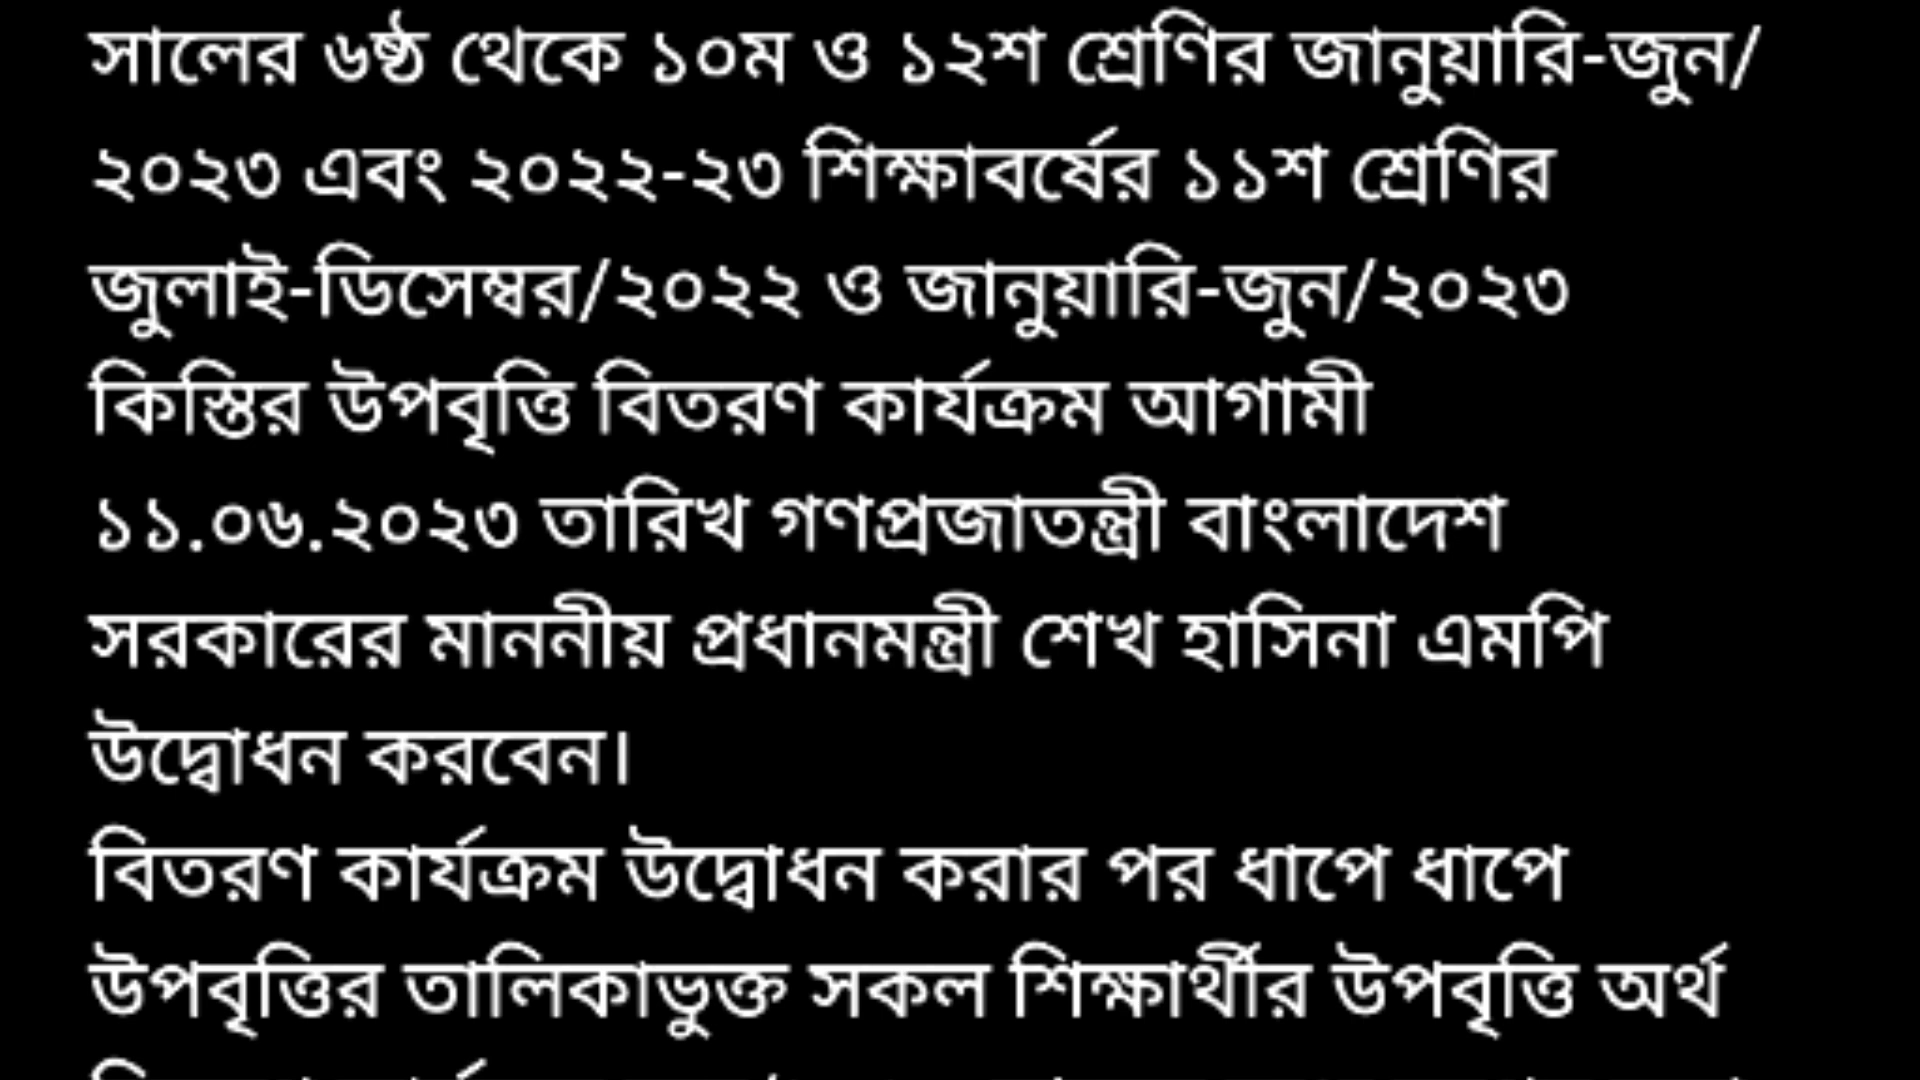 সালের ৬ষ্ঠ থেকে ১০ম ও ১২শ শ্রেণির জানুয়ারি-জুন/
২০২৩ এবং ২০২২-২৩ শিক্ষাবর্ষের ১১শ শ্রেণির
জুলাই-ডিসেম্বর/২০২২ ও জানুয়ারি-জুন/২০২৩
কিস্তির উপবৃত্তি বিতরণ কার্যক্রম আগামী
১১.০৬.২০২৩ তারিখ গণপ্রজাতন্ত্রী বাংলাদেশ
সরকারের মাননীয় প্রধানমন্ত্রী শেখ হাসিনা এমপি
উদ্বোধন করবেন।
বিতরণ কার্যক্রম উদ্বোধন করার পর ধাপে ধাপে
উপবৃত্তির তালিকাভুক্ত সকল শিক্ষার্থীর উপবৃত্তি অর্থ